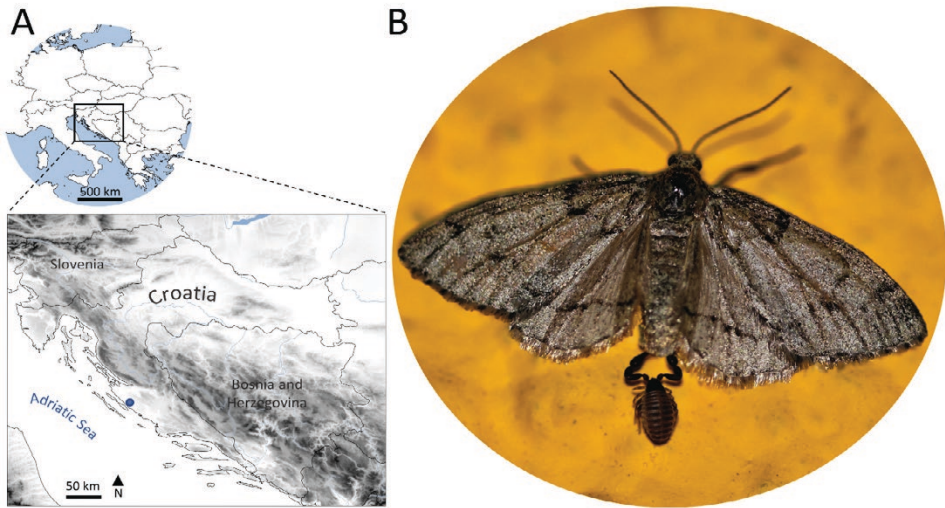 A
500 km
Slovenia
Croatia
Bosnia and
Herzegovina
Adriatic Sea
50 km
N
B